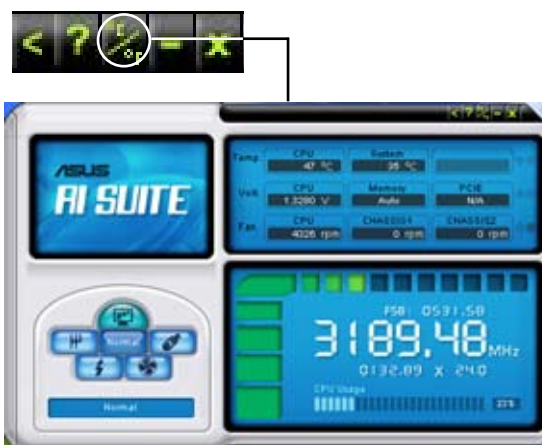 < ? c/°F - x
< ? - x
ASUS
AI SUITE
Temp CPU System
47 °C 35 °C
Volt CPU Memory PCIE
1.3280 V Auto N/A
Fan CPU CHASSIS1 CHASSIS2
4026 rpm 0 rpm 0 rpm
FSB: 0531.58
3189.48 MHz
0132.89 x 24.0
CPU Usage
Normal
Normal